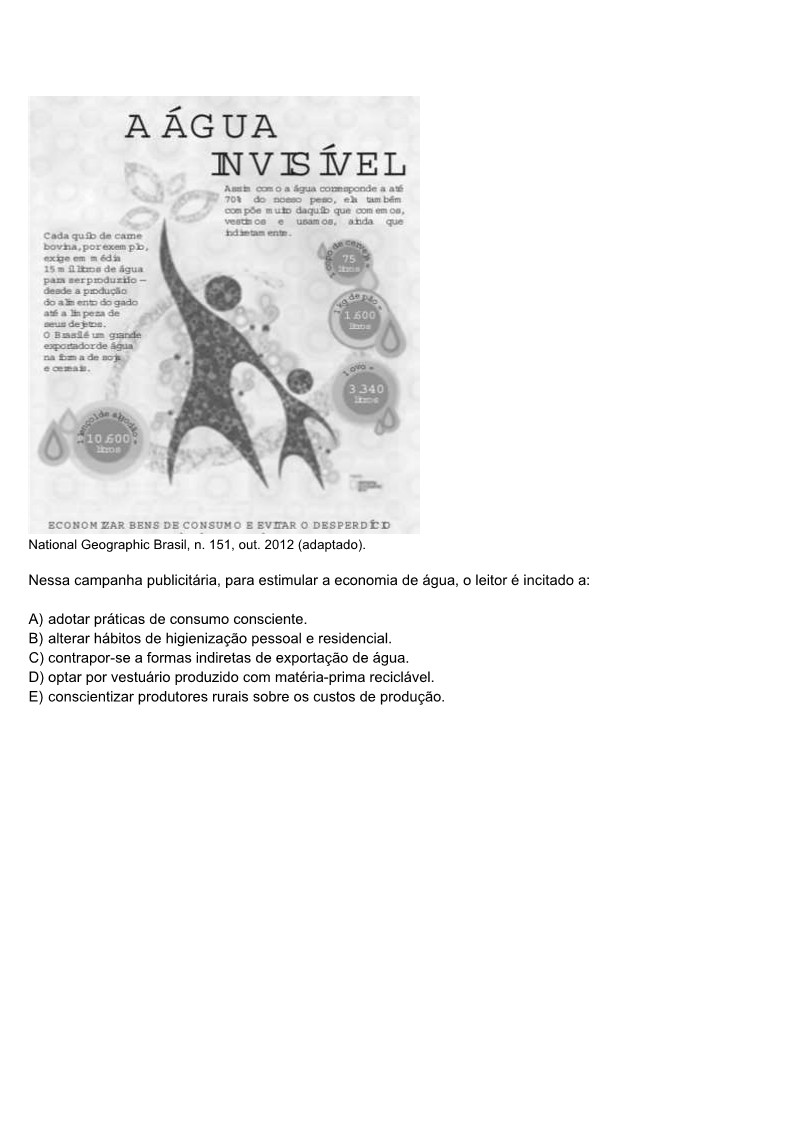 A ÁGUA
INVISÍVEL
Assim como a água corresponde a até
70% do nosso peso, ela também
compõe muito daquilo que comemos,
vestimos e usamos, ainda que
indiretamente.
Cada quilo de carne
bovina, por exemplo,
exige em média
15 mil litros de água
para ser produzido —
desde a produção
do alimento do gado
até a limpeza de
seus dejetos.
O Brasil é um grande
exportador de água
na forma de soja
e cereais.
1 copo de cerveja =
75
litros
1 kg de pão =
1.600
litros
1 ovo =
3.340
litros
1 lençol de algodão =
10.600
litros
ECONOMIZAR BENS DE CONSUMO E EVITAR O DESPERDÍCIO
National Geographic Brasil, n. 151, out. 2012 (adaptado).
Nessa campanha publicitária, para estimular a economia de água, o leitor é incitado a:
A) adotar práticas de consumo consciente.
B) alterar hábitos de higienização pessoal e residencial.
C) contrapor-se a formas indiretas de exportação de água.
D) optar por vestuário produzido com matéria-prima reciclável.
E) conscientizar produtores rurais sobre os custos de produção.